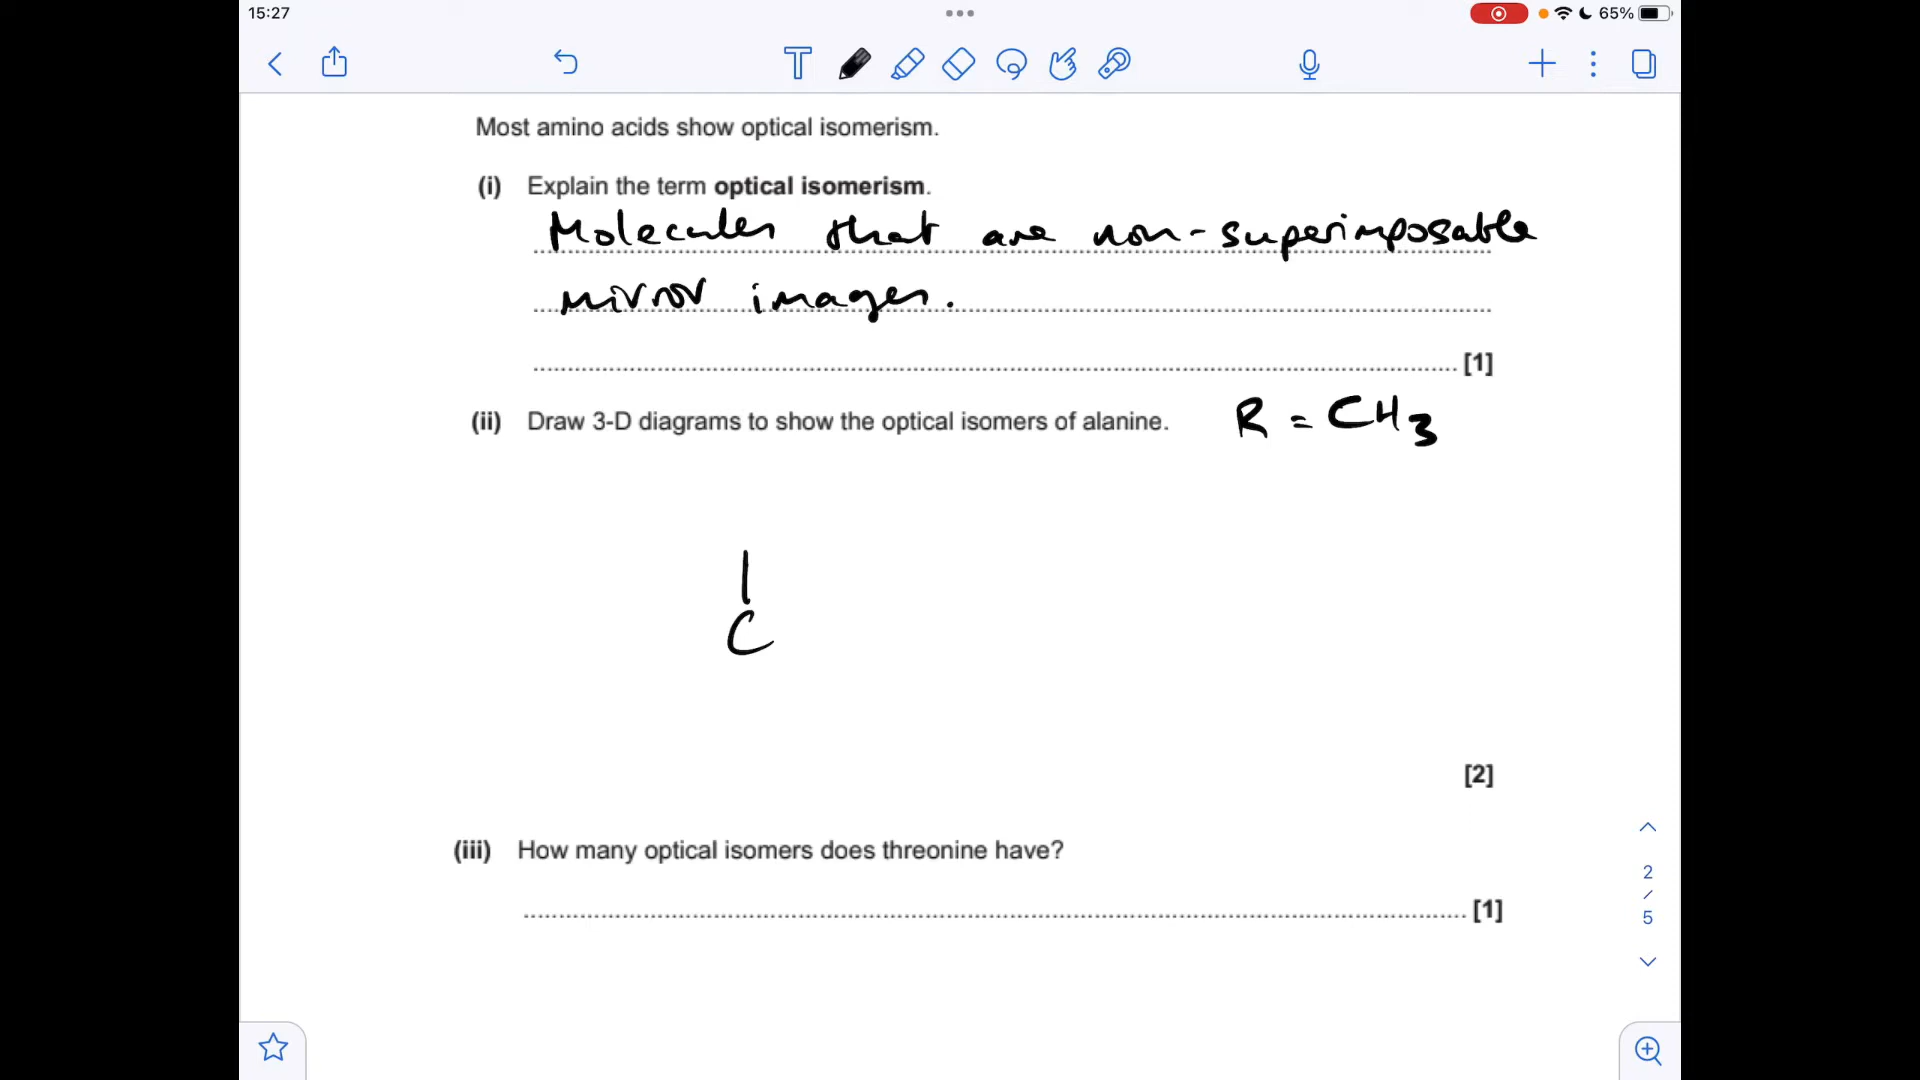 15:27
65%
T
Most amino acids show optical isomerism.
(i) Explain the term optical isomerism.
Molecules that are non-superimposable
mirror images.
[1]
(ii) Draw 3-D diagrams to show the optical isomers of alanine. R = CH3
C
[2]
(iii) How many optical isomers does threonine have?
[1]
2
/
5